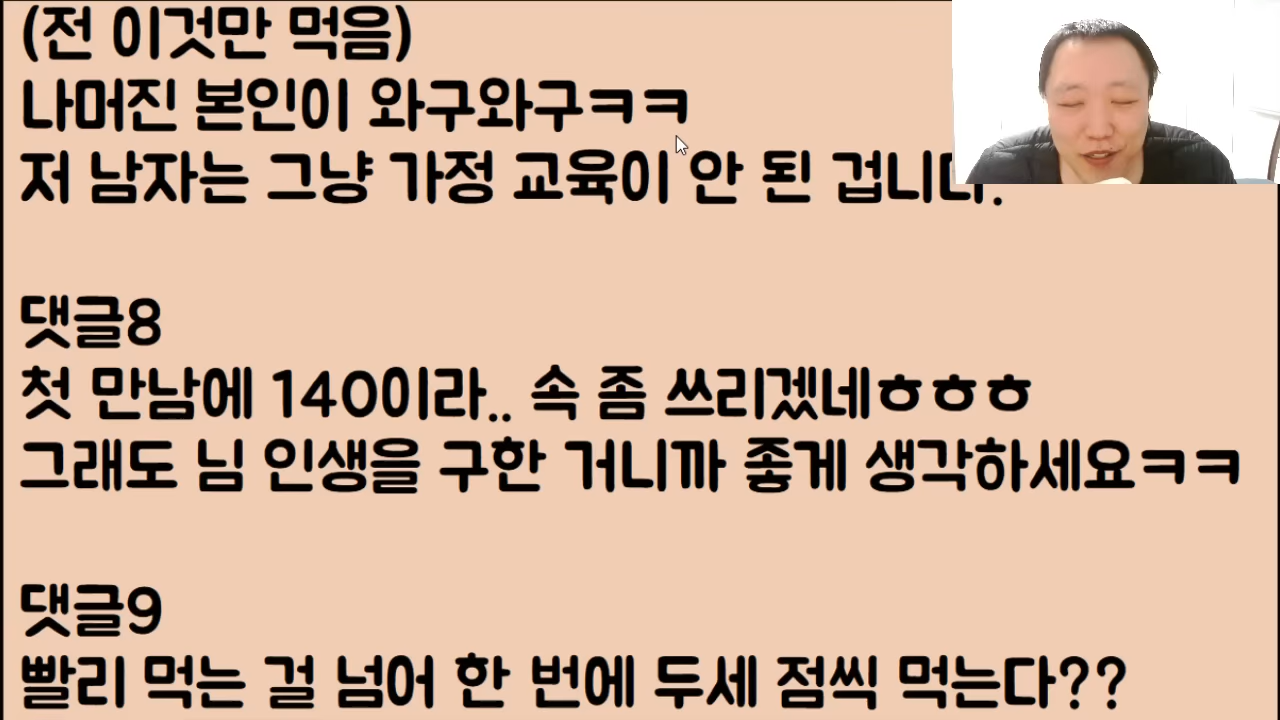 (전 이것만 먹음)
나머진 본인이 와구와구ㅋㅋ
저 남자는 그냥 가정 교육이 안 된 겁니다.
댓글8
첫 만남에 140이라.. 속 좀 쓰리겠네ㅎㅎㅎ
그래도 님 인생을 구한 거니까 좋게 생각하세요ㅋㅋ
댓글9
빨리 먹는 걸 넘어 한 번에 두세 점씩 먹는다??